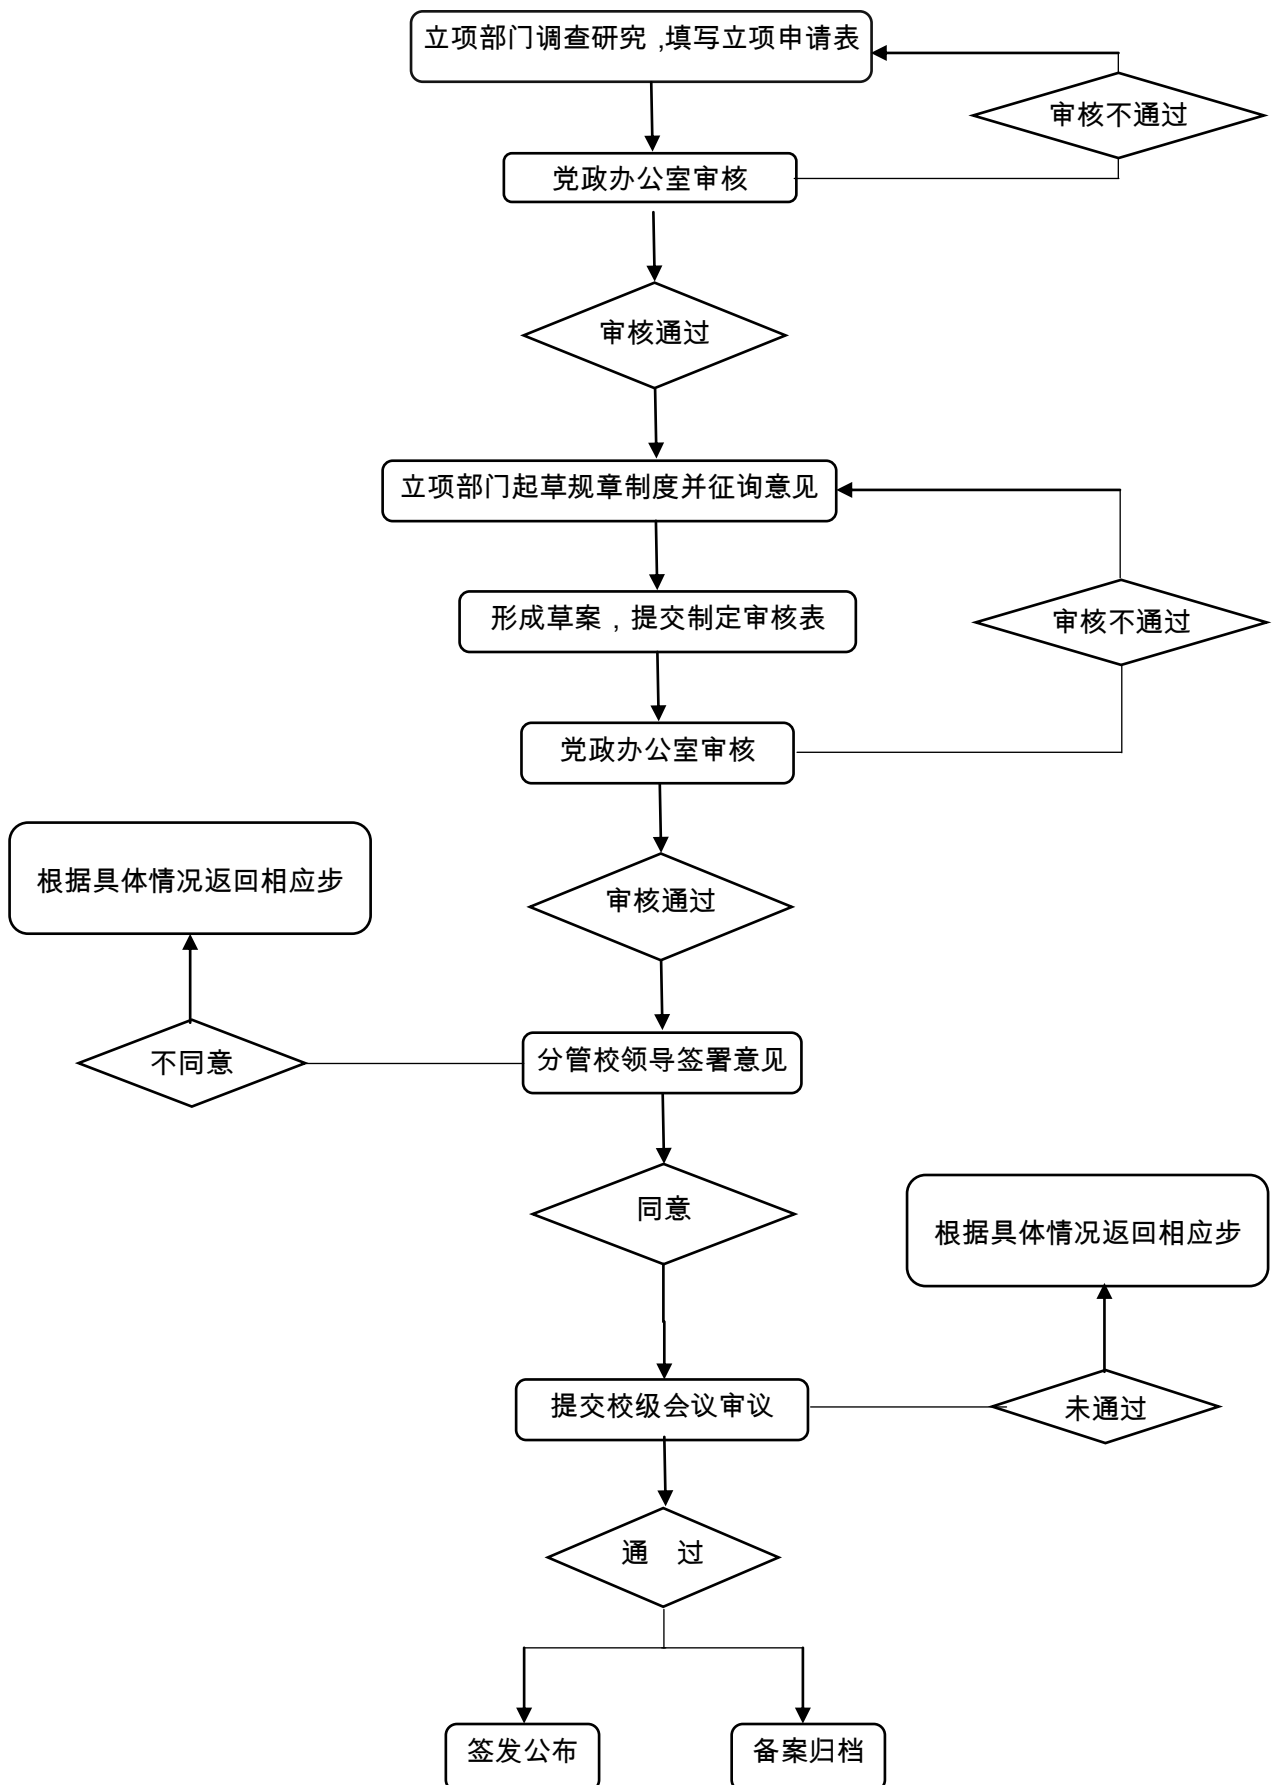 立项部门调查研究，填写立项申请表
审核不通过
党政办公室审核
审核通过
立项部门起草规章制度并征询意见
形成草案，提交制定审核表
审核不通过
党政办公室审核
根据具体情况返回相应步
审核通过
不同意
分管校领导签署意见
同意
根据具体情况返回相应步
提交校级会议审议
未通过
通 过
签发公布
备案归档